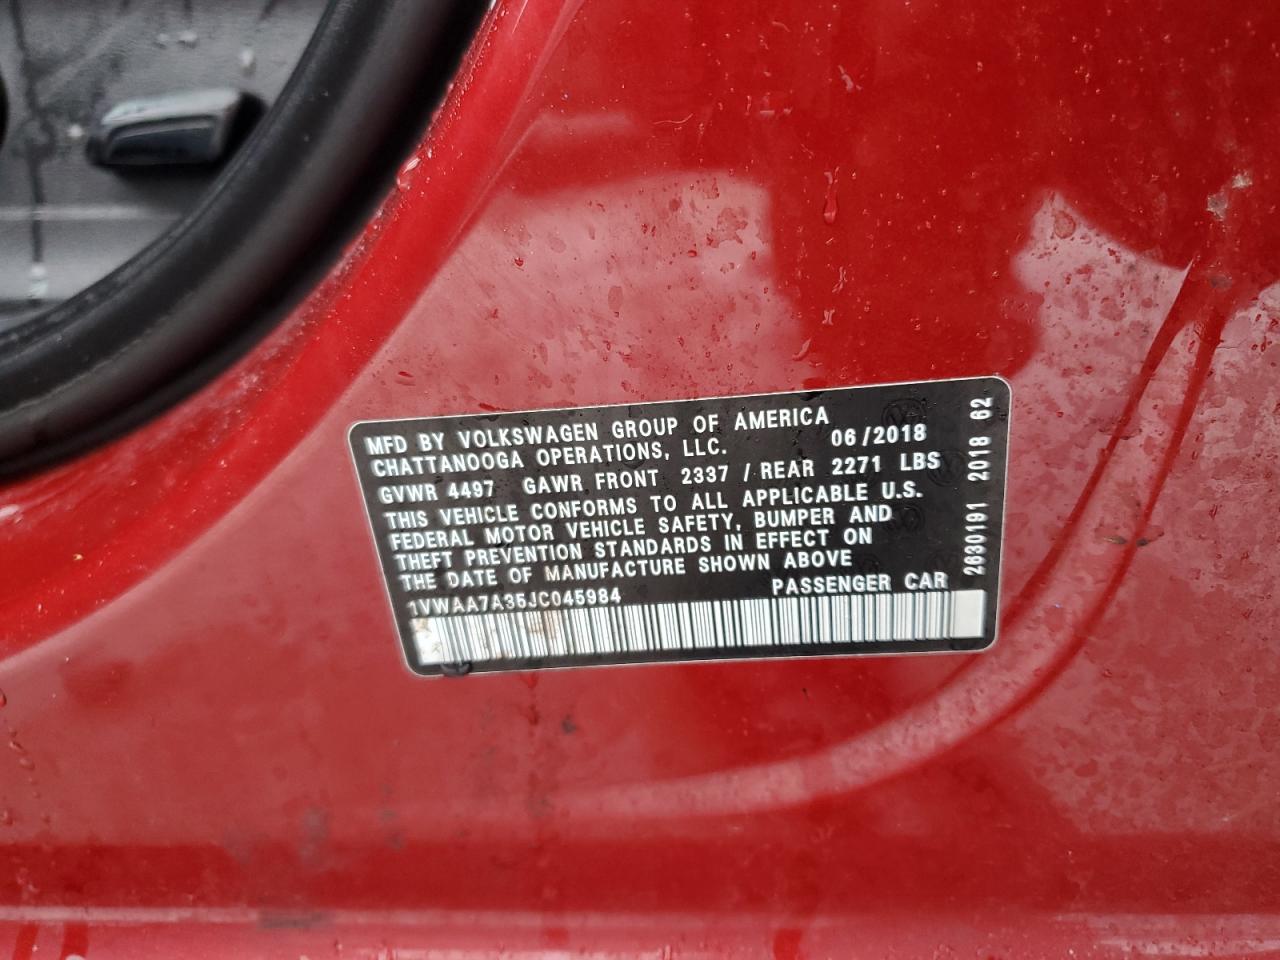 MFD BY VOLKSWAGEN GROUP OF AMERICA
CHATTANOOGA OPERATIONS, LLC. 06/2018
GVWR 4497 GAWR FRONT 2337 / REAR 2271 LBS
THIS VEHICLE CONFORMS TO ALL APPLICABLE U.S.
FEDERAL MOTOR VEHICLE SAFETY, BUMPER AND
THEFT PREVENTION STANDARDS IN EFFECT ON
THE DATE OF MANUFACTURE SHOWN ABOVE
1VWAA7A35JC045984 PASSENGER CAR
2630191 2018 62